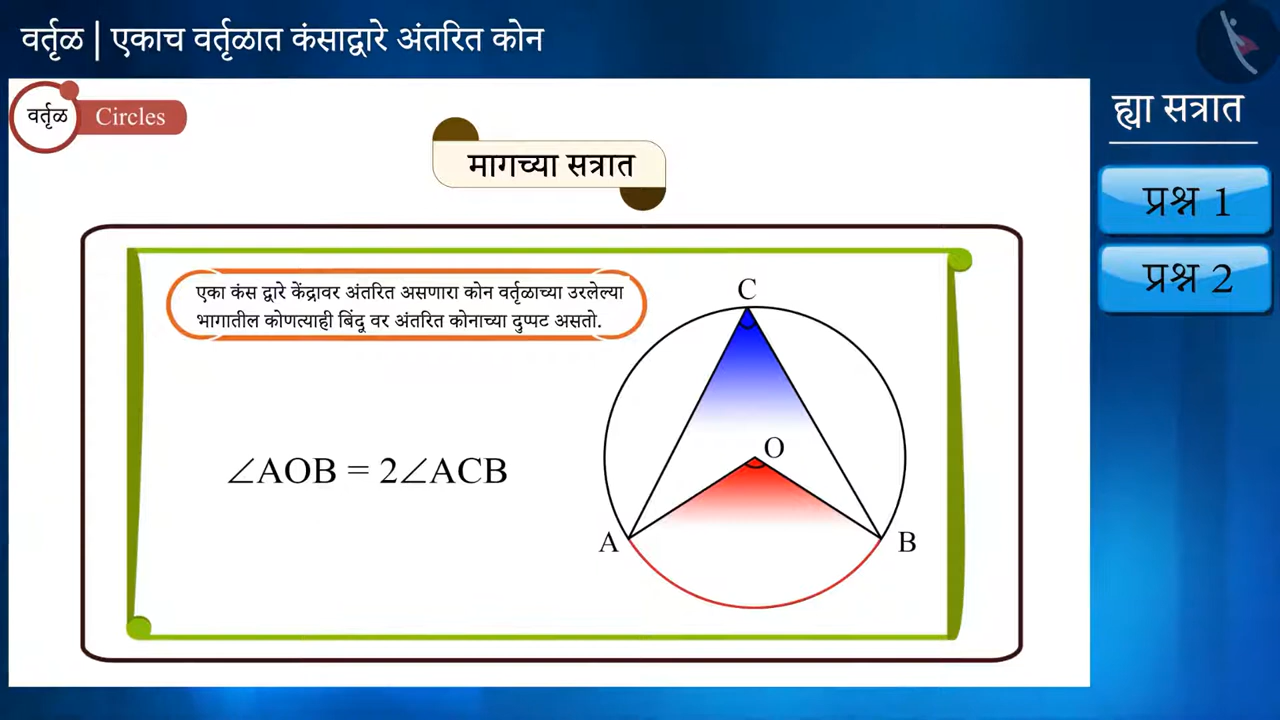 वर्तृळ | एकाच वर्तृळात कंसाद्वारे अंतरित कोन
वर्तृळ Circles
मागच्या सत्रात
ह्या सत्रात
प्रश्न 1
प्रश्न 2
एका कंस द्वारे केंद्रावर अंतरित असणारा कोन वर्तृळाच्या उरलेल्या
भागातील कोणत्याही बिंदू वर अंतरित कोनाच्या दुप्पट असतो.
∠AOB = 2∠ACB
C
O
A
B